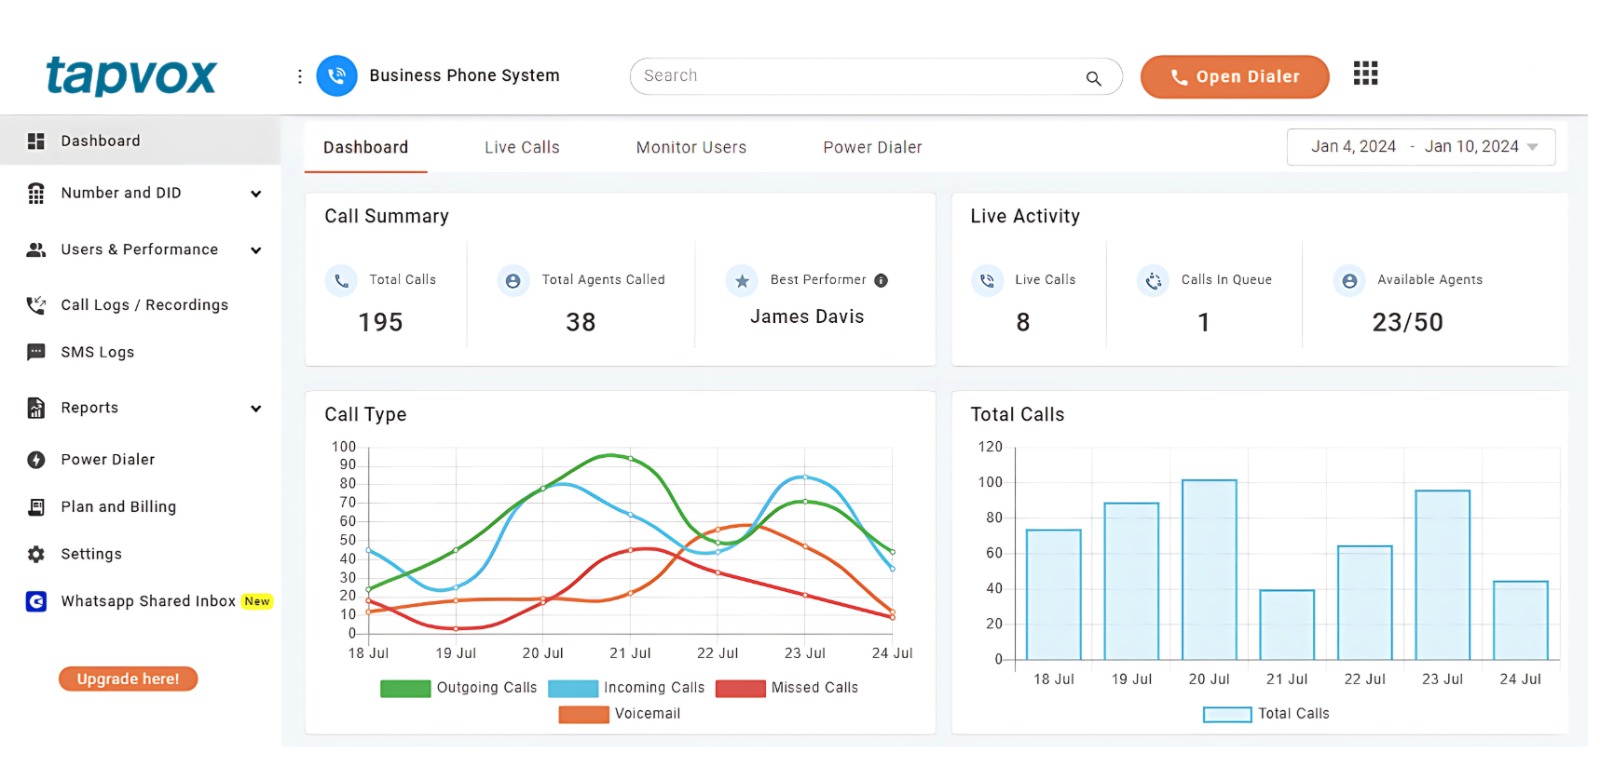 tapvox
Business Phone System
Search
Open Dialer
Dashboard
Number and DID
Users & Performance
Call Logs / Recordings
SMS Logs
Reports
Power Dialer
Plan and Billing
Settings
Whatsapp Shared Inbox New
Upgrade here!
Dashboard Live Calls Monitor Users Power Dialer
Jan 4, 2024 - Jan 10, 2024
Call Summary
Total Calls
195
Total Agents Called
38
Best Performer
James Davis
Live Activity
Live Calls
8
Calls In Queue
1
Available Agents
23/50
Call Type
100
90
80
70
60
50
40
30
20
10
0
18 Jul 19 Jul 20 Jul 21 Jul 22 Jul 23 Jul 24 Jul
Outgoing Calls Incoming Calls Missed Calls
Voicemail
Total Calls
120
100
80
60
40
20
0
18 Jul 19 Jul 20 Jul 21 Jul 22 Jul 23 Jul 24 Jul
Total Calls